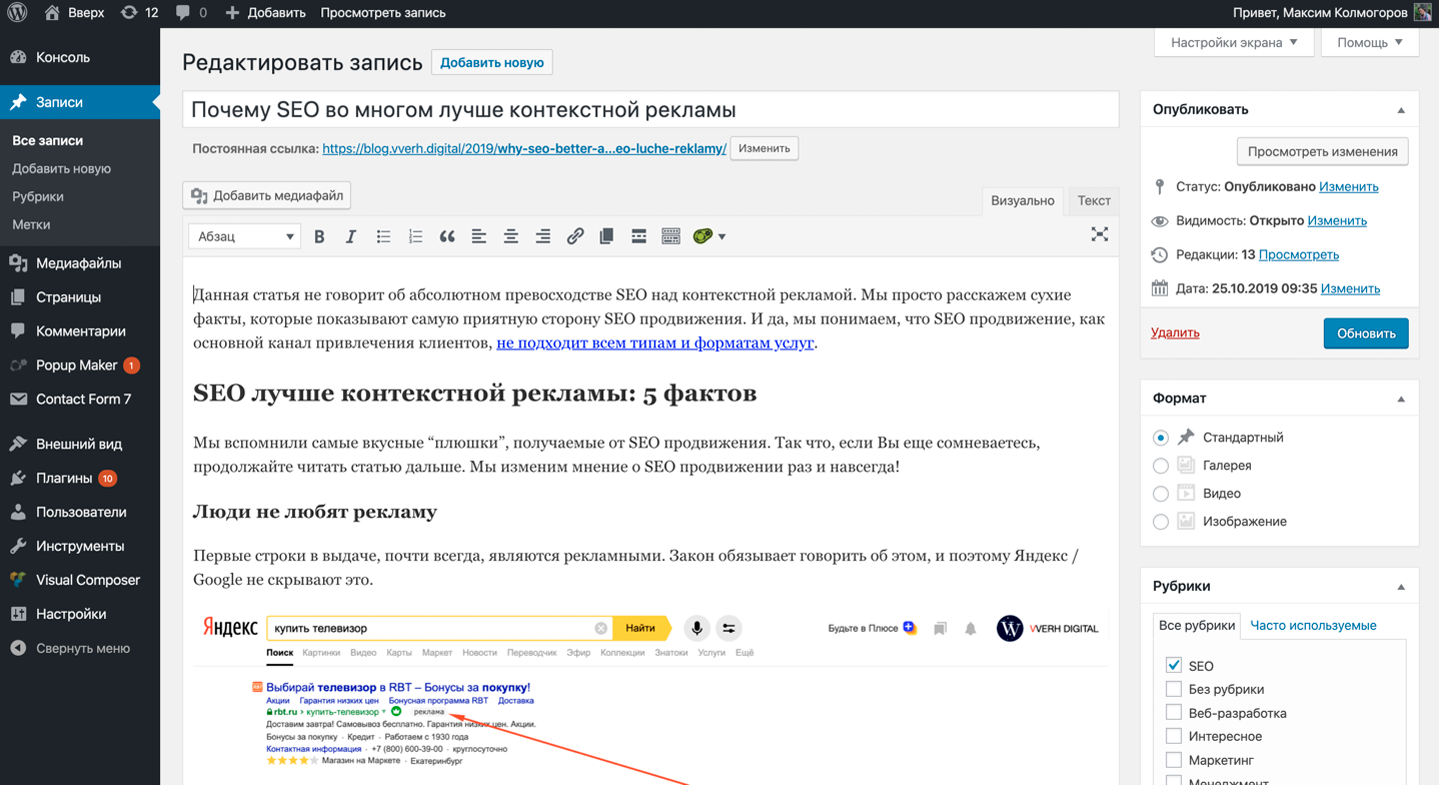 Вверх 12 0 Добавить Просмотреть запись Привет, Максим Колмогоров
Настройки экрана Помощь
Консоль
Записи
Все записи
Добавить новую
Рубрики
Метки
Медиафайлы
Страницы
Комментарии
Popup Maker 1
Contact Form 7
Внешний вид
Плагины 10
Пользователи
Инструменты
Visual Composer
Настройки
Свернуть меню
Редактировать запись Добавить новую
Почему SEO во многом лучше контекстной рекламы
Постоянная ссылка: https://blog.vverh.digital/2019/why-seo-better-a...eo-luche-reklamy/ Изменить
Добавить медиафайл
Визуально Текст
Абзац
Данная статья не говорит об абсолютном превосходстве SEO над контекстной рекламой. Мы просто расскажем сухие
факты, которые показывают самую приятную сторону SEO продвижения. И да, мы понимаем, что SEO продвижение, как
основной канал привлечения клиентов, не подходит всем типам и форматам услуг.
SEO лучше контекстной рекламы: 5 фактов
Мы вспомнили самые вкусные “плюшки”, получаемые от SEO продвижения. Так что, если Вы еще сомневаетесь,
продолжайте читать статью дальше. Мы изменим мнение о SEO продвижении раз и навсегда!
Люди не любят рекламу
Первые строки в выдаче, почти всегда, являются рекламными. Закон обязывает говорить об этом, и поэтому Яндекс /
Google не скрывают это.
Яндекс купить телевизор Найти Будьте в Плюсе VVERH DIGITAL
Поиск Картинки Видео Карты Маркет Новости Переводчик Эфир Коллекции Знатоки Услуги Ещё
Выбирай телевизор в RBT – Бонусы за покупку!
Акции Гарантия низких цен Бонусная программа RBT Доставка
rbt.ru › купить-телевизор реклама
Доставим завтра! Самовывоз бесплатно. Гарантия низких цен. Акции.
Бонусы за покупку · Кредит · Работаем с 1930 года
Контактная информация · +7 (800) 600-39-00 · круглосуточно
Магазин на Маркете · Екатеринбург
Опубликовать
Просмотреть изменения
Статус: Опубликовано Изменить
Видимость: Открыто Изменить
Редакции: 13 Просмотреть
Дата: 25.10.2019 09:35 Изменить
Удалить Обновить
Формат
Стандартный
Галерея
Видео
Изображение
Рубрики
Все рубрики Часто используемые
SEO
Без рубрики
Веб-разработка
Интересное
Маркетинг
Менеджмент